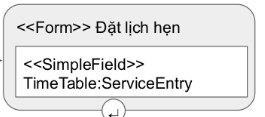 <<Form>> Đặt lịch hẹn
<<SimpleField>>
TimeTable:ServiceEntry